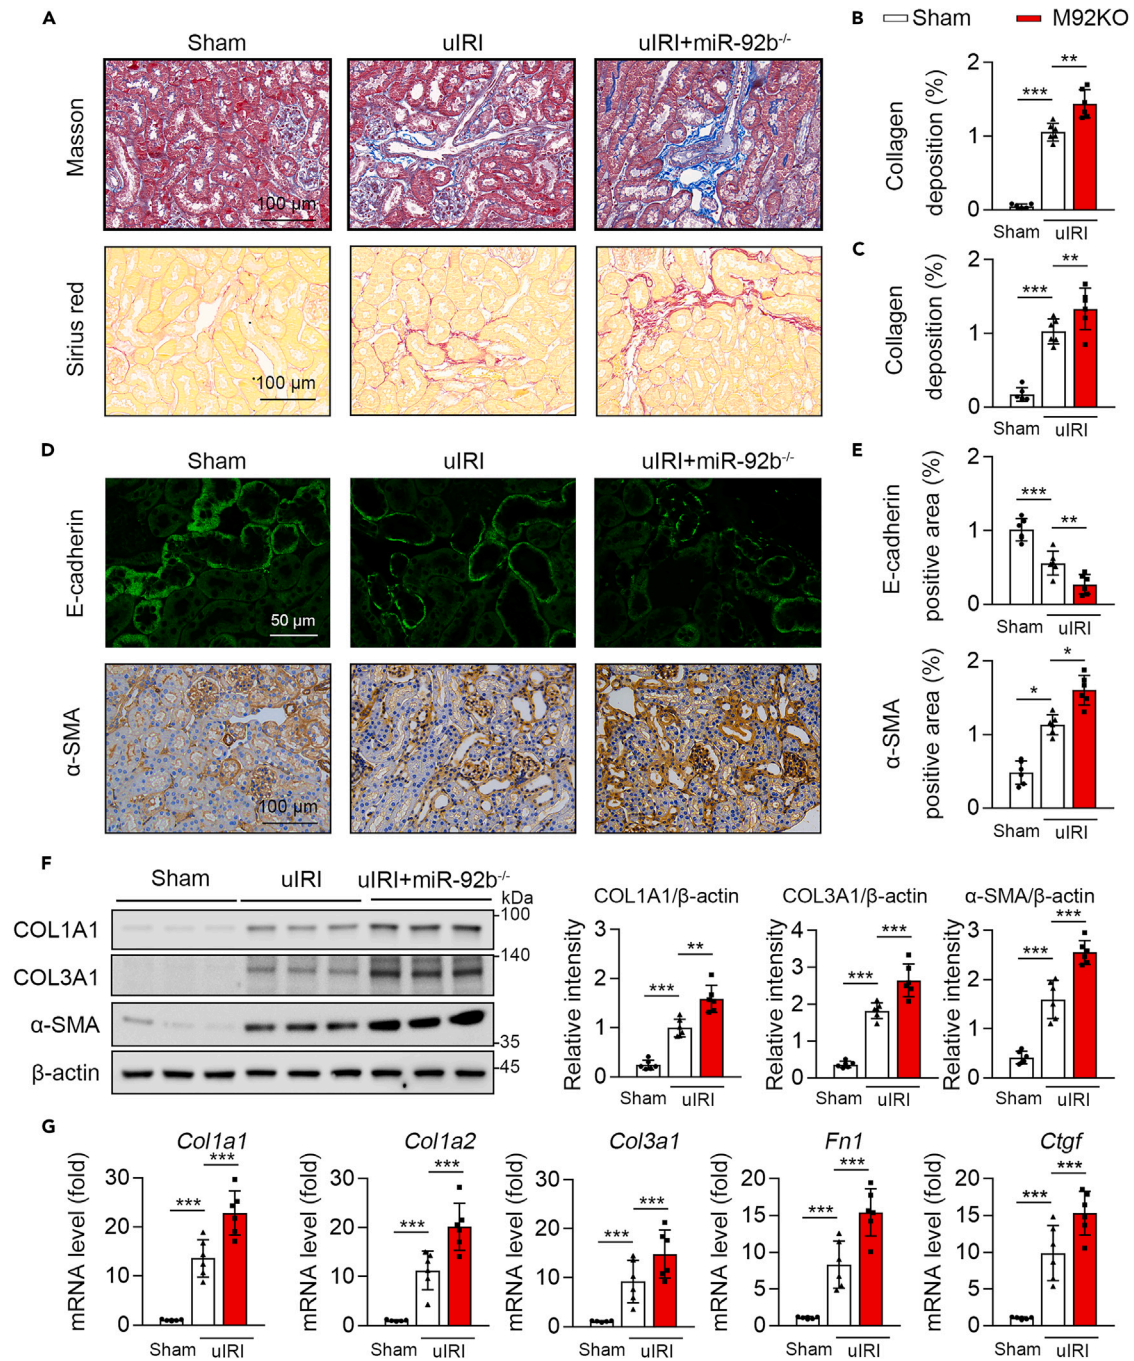 A
Sham
uIRI
uIRI+miR-92b-/-
Masson
100 µm
Sirius red
100 µm
B
Sham
M92KO
Collagen
deposition (%)
2
1
0
***
**
Sham
uIRI
C
Collagen
deposition (%)
2
1
0
***
**
Sham
uIRI
D
Sham
uIRI
uIRI+miR-92b-/-
E-cadherin
50 µm
α-SMA
100 µm
E
E-cadherin
positive area (%)
2
1
0
***
**
Sham
uIRI
α-SMA
positive area (%)
2
1
0
*
*
Sham
uIRI
F
Sham
uIRI
uIRI+miR-92b-/-
kDa
COL1A1
100
COL3A1
140
α-SMA
35
β-actin
45
COL1A1/β-actin
Relative intensity
3
2
1
0
***
**
Sham
uIRI
COL3A1/β-actin
Relative intensity
4
2
4
0
***
***
Sham
uIRI
α-SMA/β-actin
Relative intensity
3
2
1
0
***
***
Sham
uIRI
G
Col1a1
mRNA level (fold)
30
20
10
0
***
***
Sham
uIRI
Col1a2
mRNA level (fold)
30
20
10
0
***
***
Sham
uIRI
Col3a1
mRNA level (fold)
30
20
10
0
***
***
Sham
uIRI
Fn1
mRNA level (fold)
20
15
10
5
0
***
***
Sham
uIRI
Ctgf
mRNA level (fold)
20
15
10
5
0
***
***
Sham
uIRI